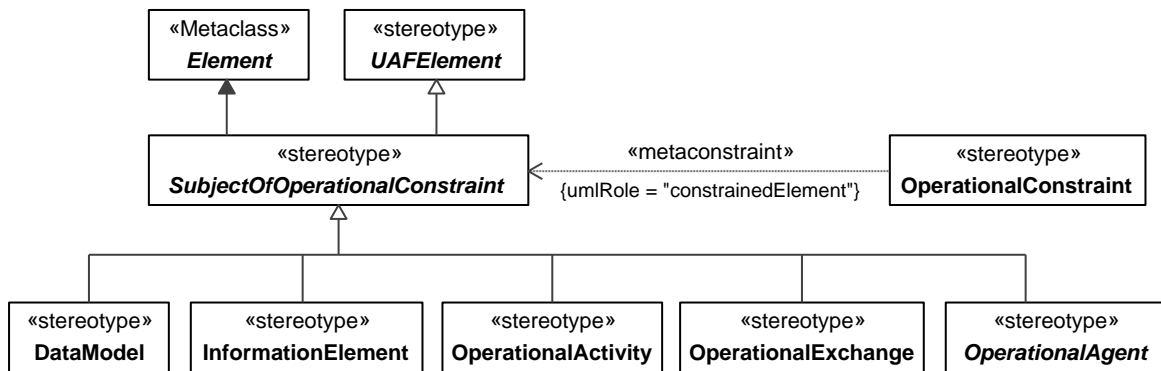 «Metaclass»
Element
«stereotype»
UAFElement
«stereotype»
SubjectOfOperationalConstraint
«metaconstraint»
{umlRole = "constrainedElement"}
«stereotype»
OperationalConstraint
«stereotype»
DataModel
«stereotype»
InformationElement
«stereotype»
OperationalActivity
«stereotype»
OperationalExchange
«stereotype»
OperationalAgent